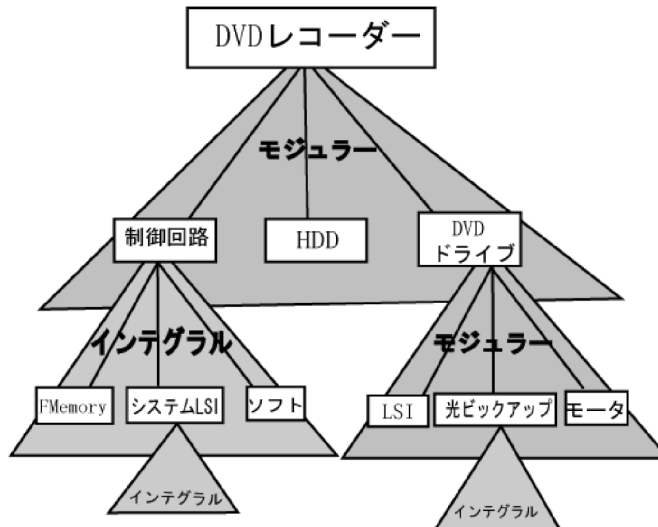 DVDレコーダー
モジュラー
制御回路
HDD
DVD
ドライブ
インテグラル
モジュラー
FMemory
システムLSI
ソフト
LSI
光ピックアップ
モータ
インテグラル
インテグラル